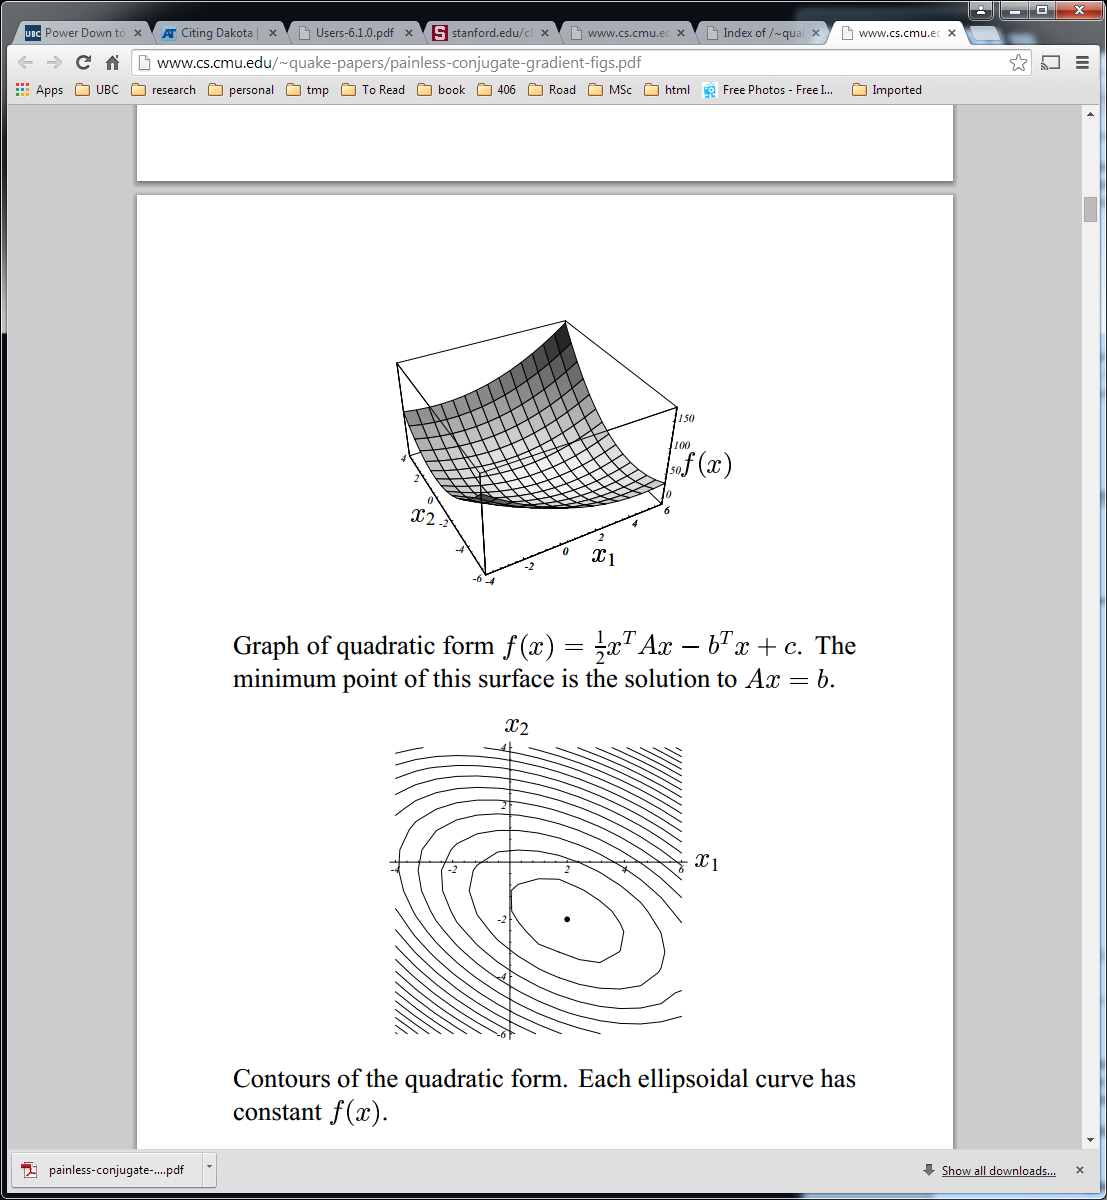 Power Down to
Citing Dakota |
Users-6.1.0.pdf
stanford.edu/cl
www.cs.cmu.ec
Index of /~qual
www.cs.cmu.ec
www.cs.cmu.edu/~quake-papers/painless-conjugate-gradient-figs.pdf
Apps UBC research personal tmp To Read book 406 Road MSc html Free Photos - Free I... Imported
150
100
50
0
f(x)
4
2
0
-2
-4
-6
x2
-4
-2
0
2
4
6
x1
Graph of quadratic form f(x) = ½xᵀAx − bᵀx + c. The
minimum point of this surface is the solution to Ax = b.
x2
4
2
-4 -2 2 4 6 x1
-2
-4
-6
Contours of the quadratic form. Each ellipsoidal curve has
constant f(x).
painless-conjugate-....pdf
Show all downloads...